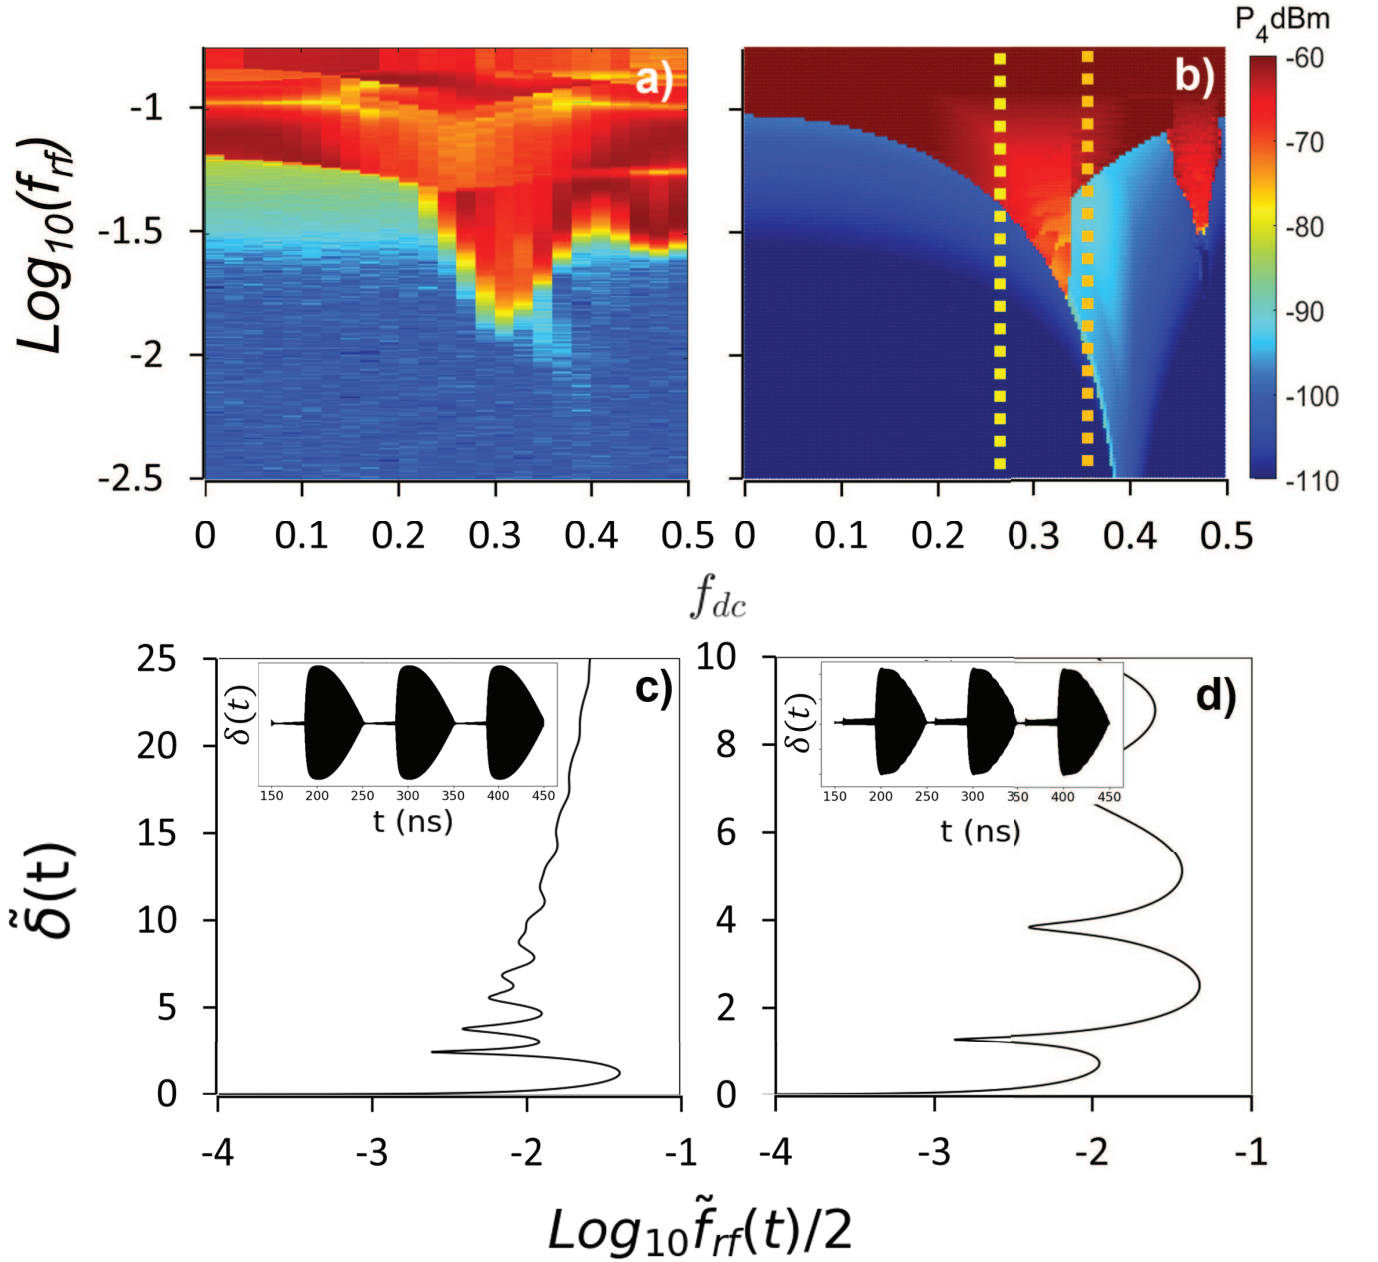 P₄dBm
a)
b)
Log₁₀(f_rf)
-1
-1.5
-2
-2.5
-60
-70
-80
-90
-100
-110
0 0.1 0.2 0.3 0.4 0.5
0 0.1 0.2 0.3 0.4 0.5
f_dc
c)
d)
δ̃(t)
25
20
15
10
5
0
δ(t)
150 200 250 300 350 400 450
t (ns)
-4 -3 -2 -1
10
8
6
4
2
0
δ(t)
150 200 250 300 350 400 450
t (ns)
-4 -3 -2 -1
Log₁₀f̃_rf(t)/2